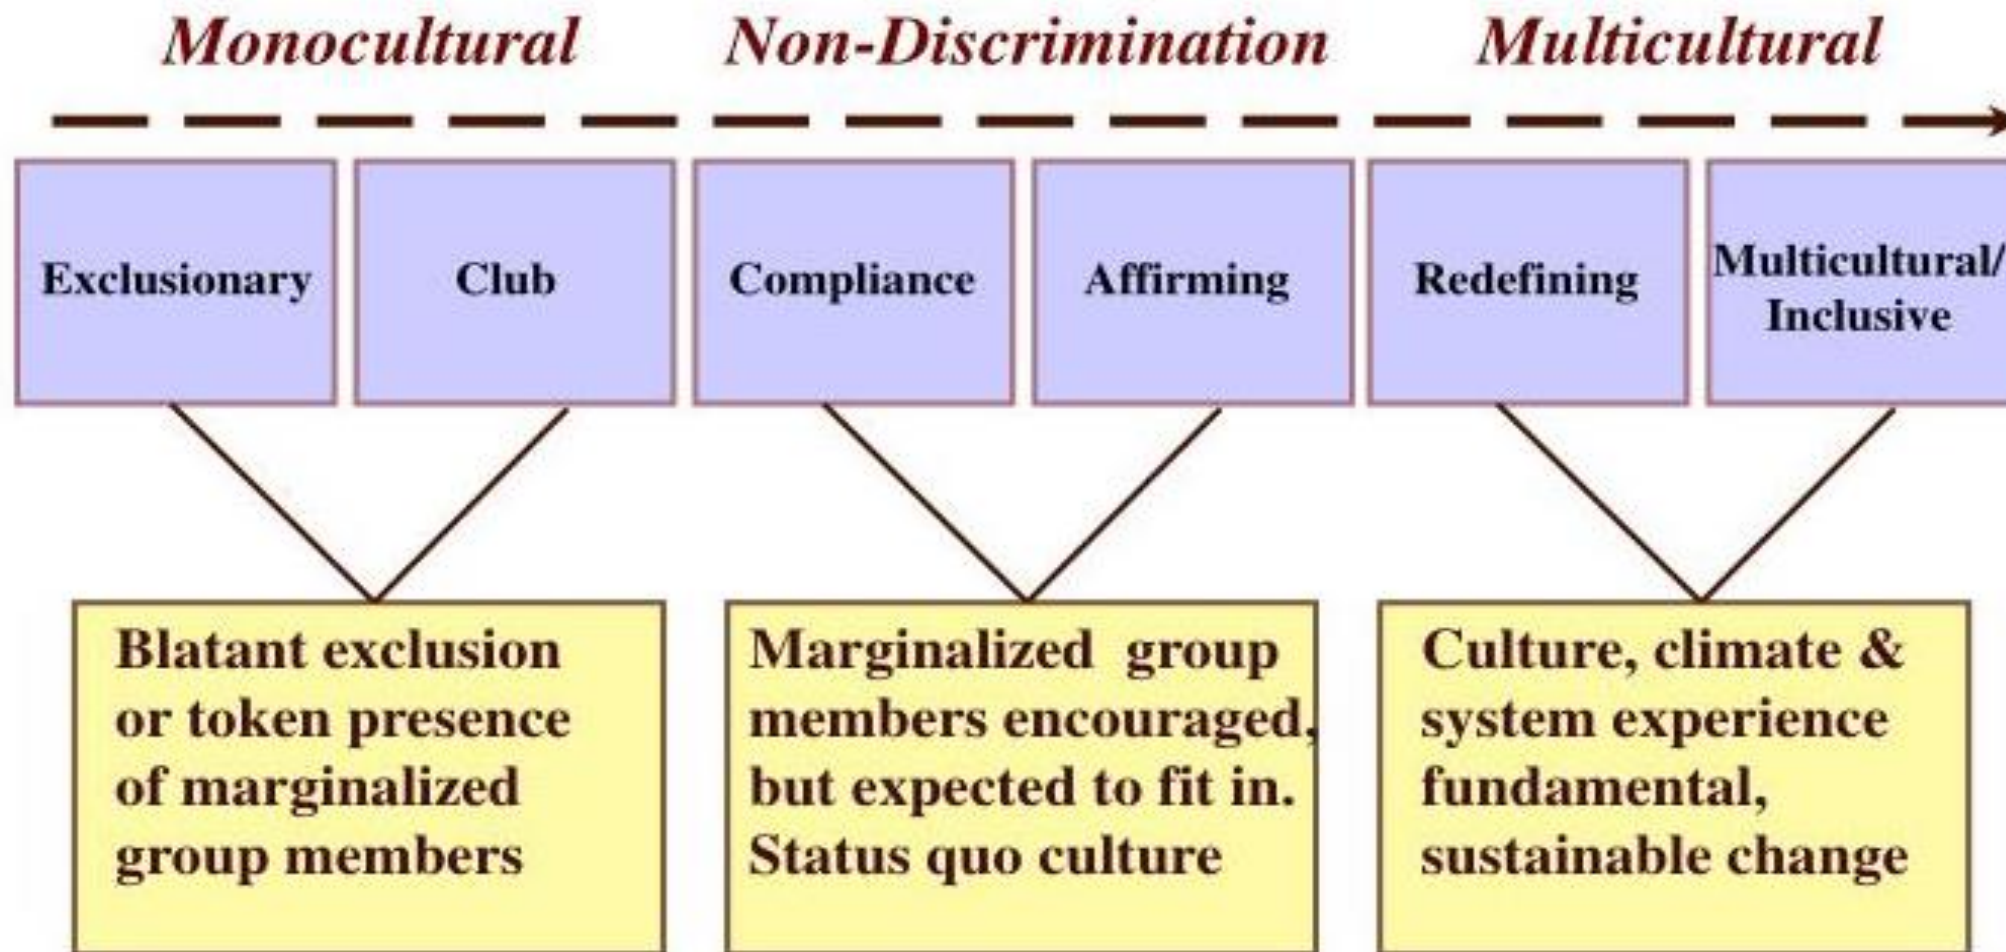 Monocultural Non-Discrimination Multicultural
Exclusionary
Club
Compliance
Affirming
Redefining
Multicultural/
Inclusive
Blatant exclusion
or token presence
of marginalized
group members
Marginalized group
members encouraged,
but expected to fit in.
Status quo culture
Culture, climate &
system experience
fundamental,
sustainable change